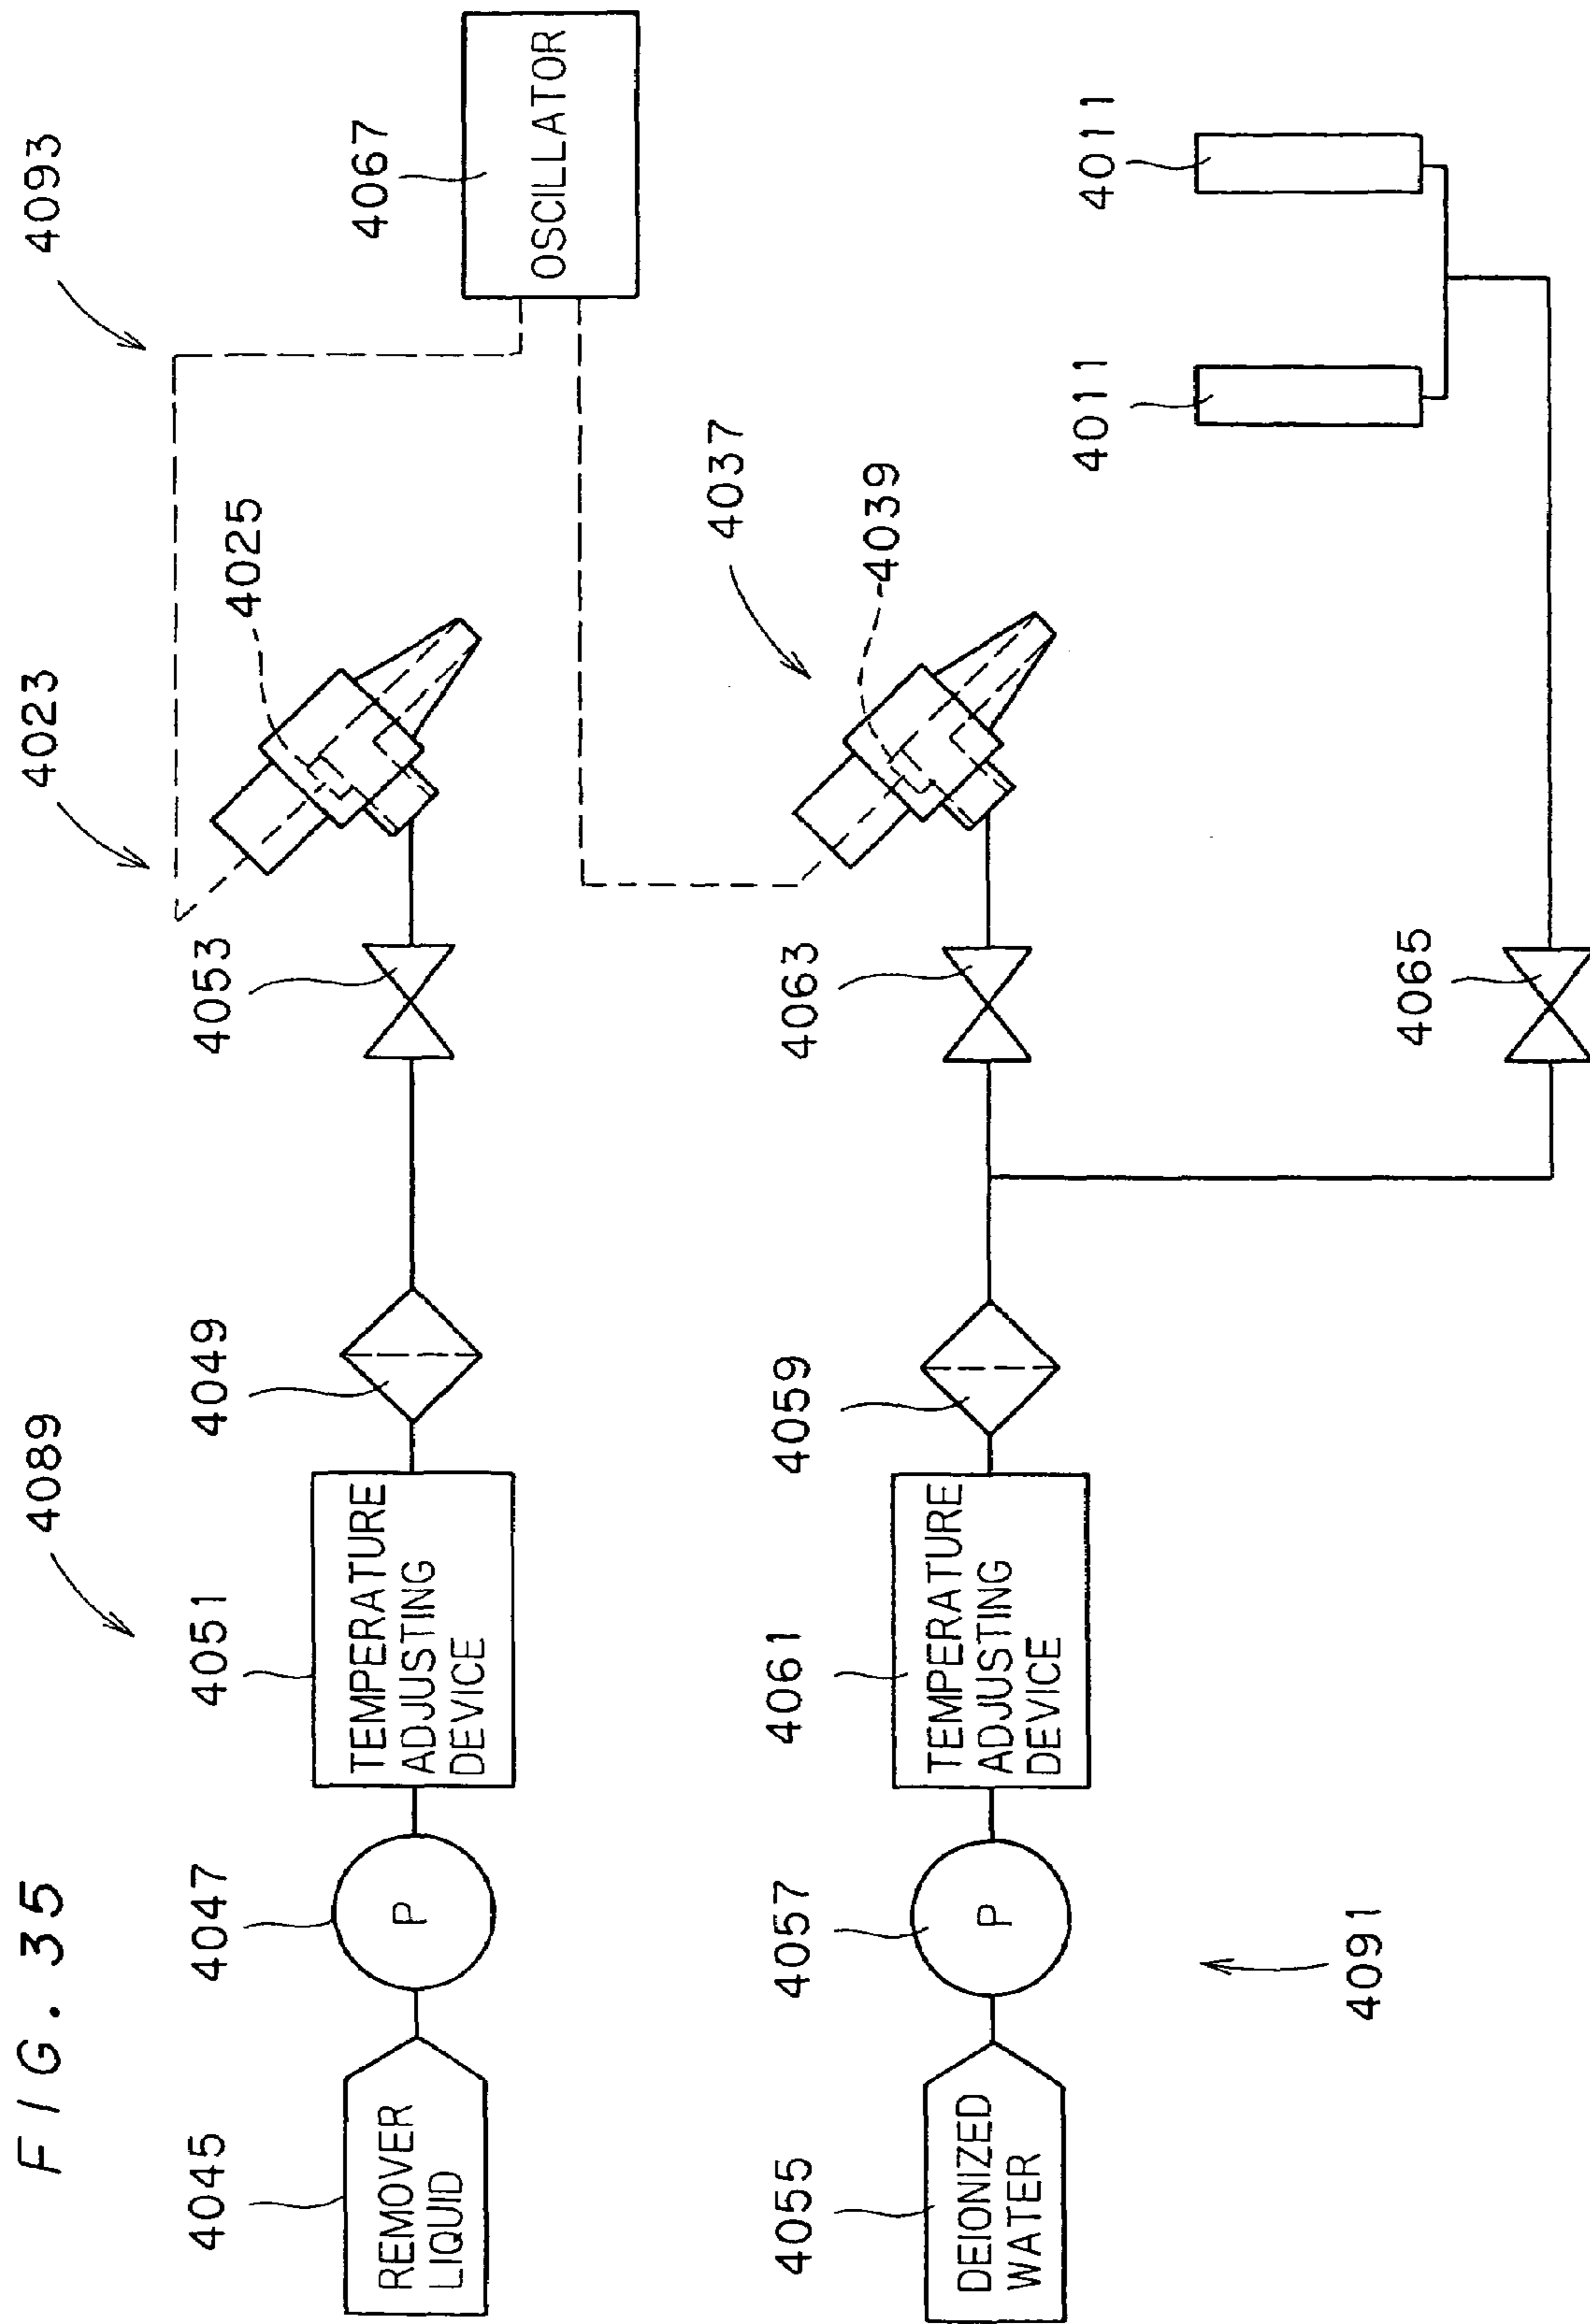 FIG. 35
4089
4023
4093
4045
4047
4051
4049
4053
4025
4067
REMOVER
LIQUID
P
TEMPERATURE
ADJUSTING
DEVICE
OSCILLATOR
4037
4055
4057
4061
4059
4063
4039
DEIONIZED
WATER
P
TEMPERATURE
ADJUSTING
DEVICE
4011
4011
4091
4065